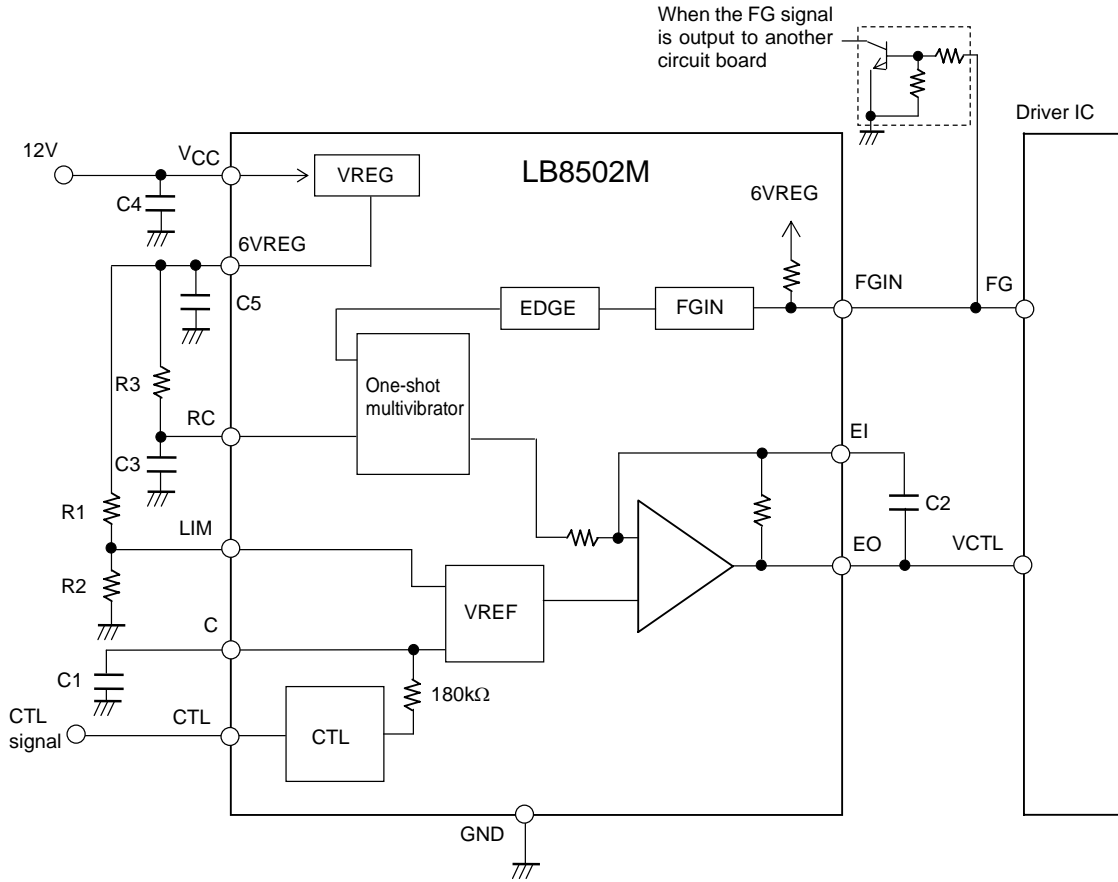 When the FG signal
is output to another
circuit board
Driver IC
12V
VCC
VREG
LB8502M
C4
6VREG
6VREG
FGIN
FG
C5
EDGE
FGIN
R3
One-shot
multivibrator
RC
EI
C3
C2
R1
LIM
EO
VCTL
R2
VREF
C
C1
180kΩ
CTL
signal
CTL
CTL
GND